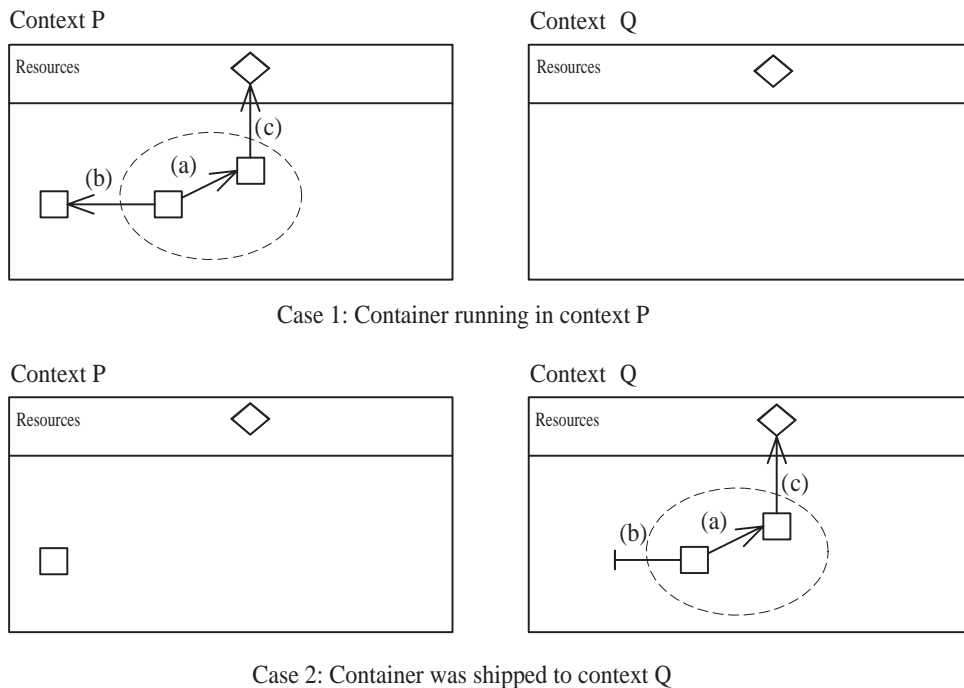 Context P
Context Q
Resources
Resources
(c)
(a)
(b)
Case 1: Container running in context P
Context P
Context Q
Resources
Resources
(c)
(a)
(b)
Case 2: Container was shipped to context Q